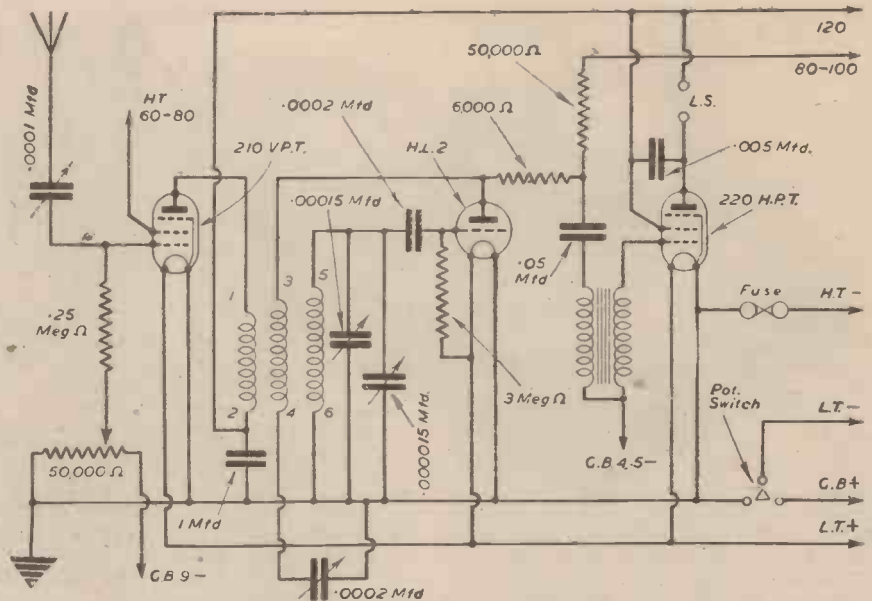 120
80-100
50,000 Ω
6,000 Ω
L.S.
.0001 Mfd
HT
60-80
210 V.P.T.
.0002 Mfd
H.L.2
.00015 Mfd
.005 Mfd.
220 H.P.T.
.05
Mfd
1
2
3
4
5
6
Fuse
H.T-
.25
Meg Ω
3 Meg Ω
.000015 Mfd.
Pot.
Switch
L.T.-
G.B.4.5-
50,000 Ω
1 Mfd
G.B+
L.T.+
G.B 9-
.0002 Mfd